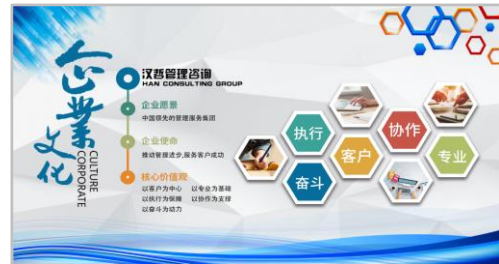 企業文化
CULTURE
CORPORATE
汉哲管理咨询
HAN CONSULTING GROUP
企业愿景
中国领先的管理服务集团
企业使命
推动管理进步,服务客户成功
核心价值观
以客户为中心 以专业为基础
以执行为保障 以协作为支撑
以奋斗为动力
执行
协作
客户
专业
奋斗